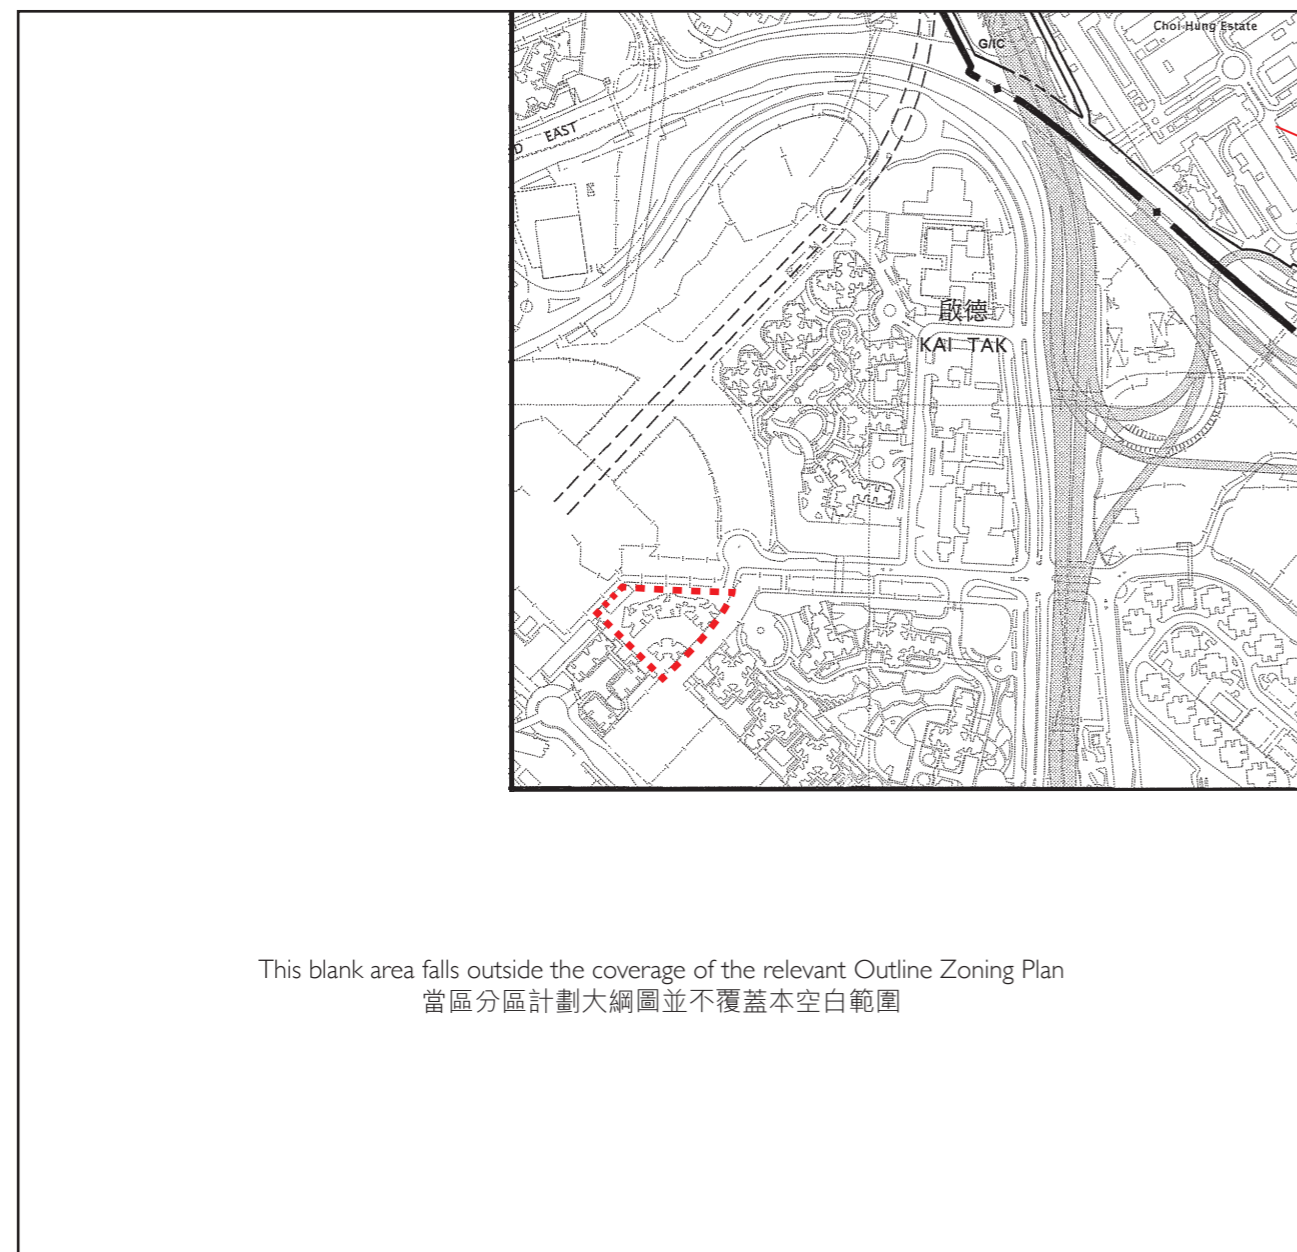 Choi Hung Estate
G/IC
D EAST
啟德
KAI TAK
This blank area falls outside the coverage of the relevant Outline Zoning Plan
當區分區計劃大綱圖並不覆蓋本空白範圍